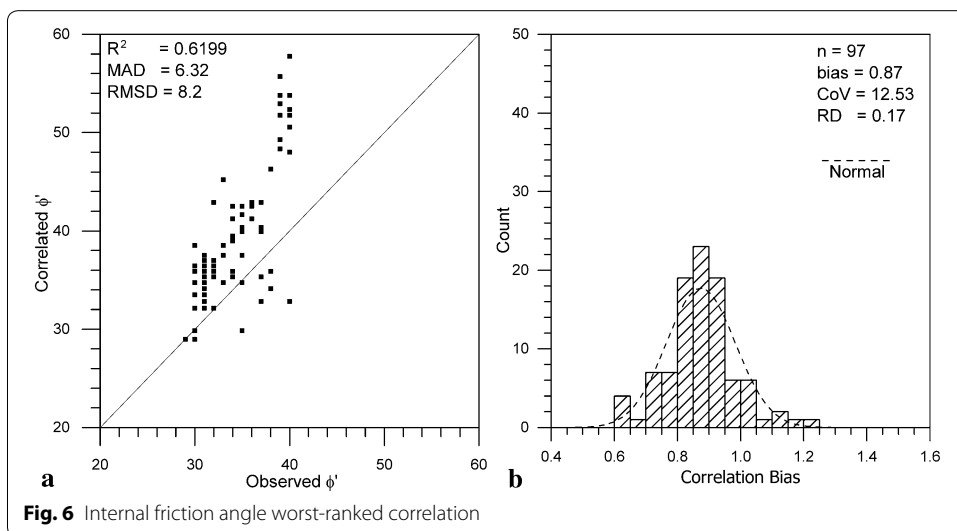 60
50
40
30
20
Correlated ϕ'
R² = 0.6199
MAD = 6.32
RMSD = 8.2
20 30 40 50 60
a Observed ϕ'
50
40
30
20
10
0
Count
n = 97
bias = 0.87
CoV = 12.53
RD = 0.17
Normal
0.4 0.6 0.8 1.0 1.2 1.4 1.6
b Correlation Bias
Fig. 6 Internal friction angle worst-ranked correlation